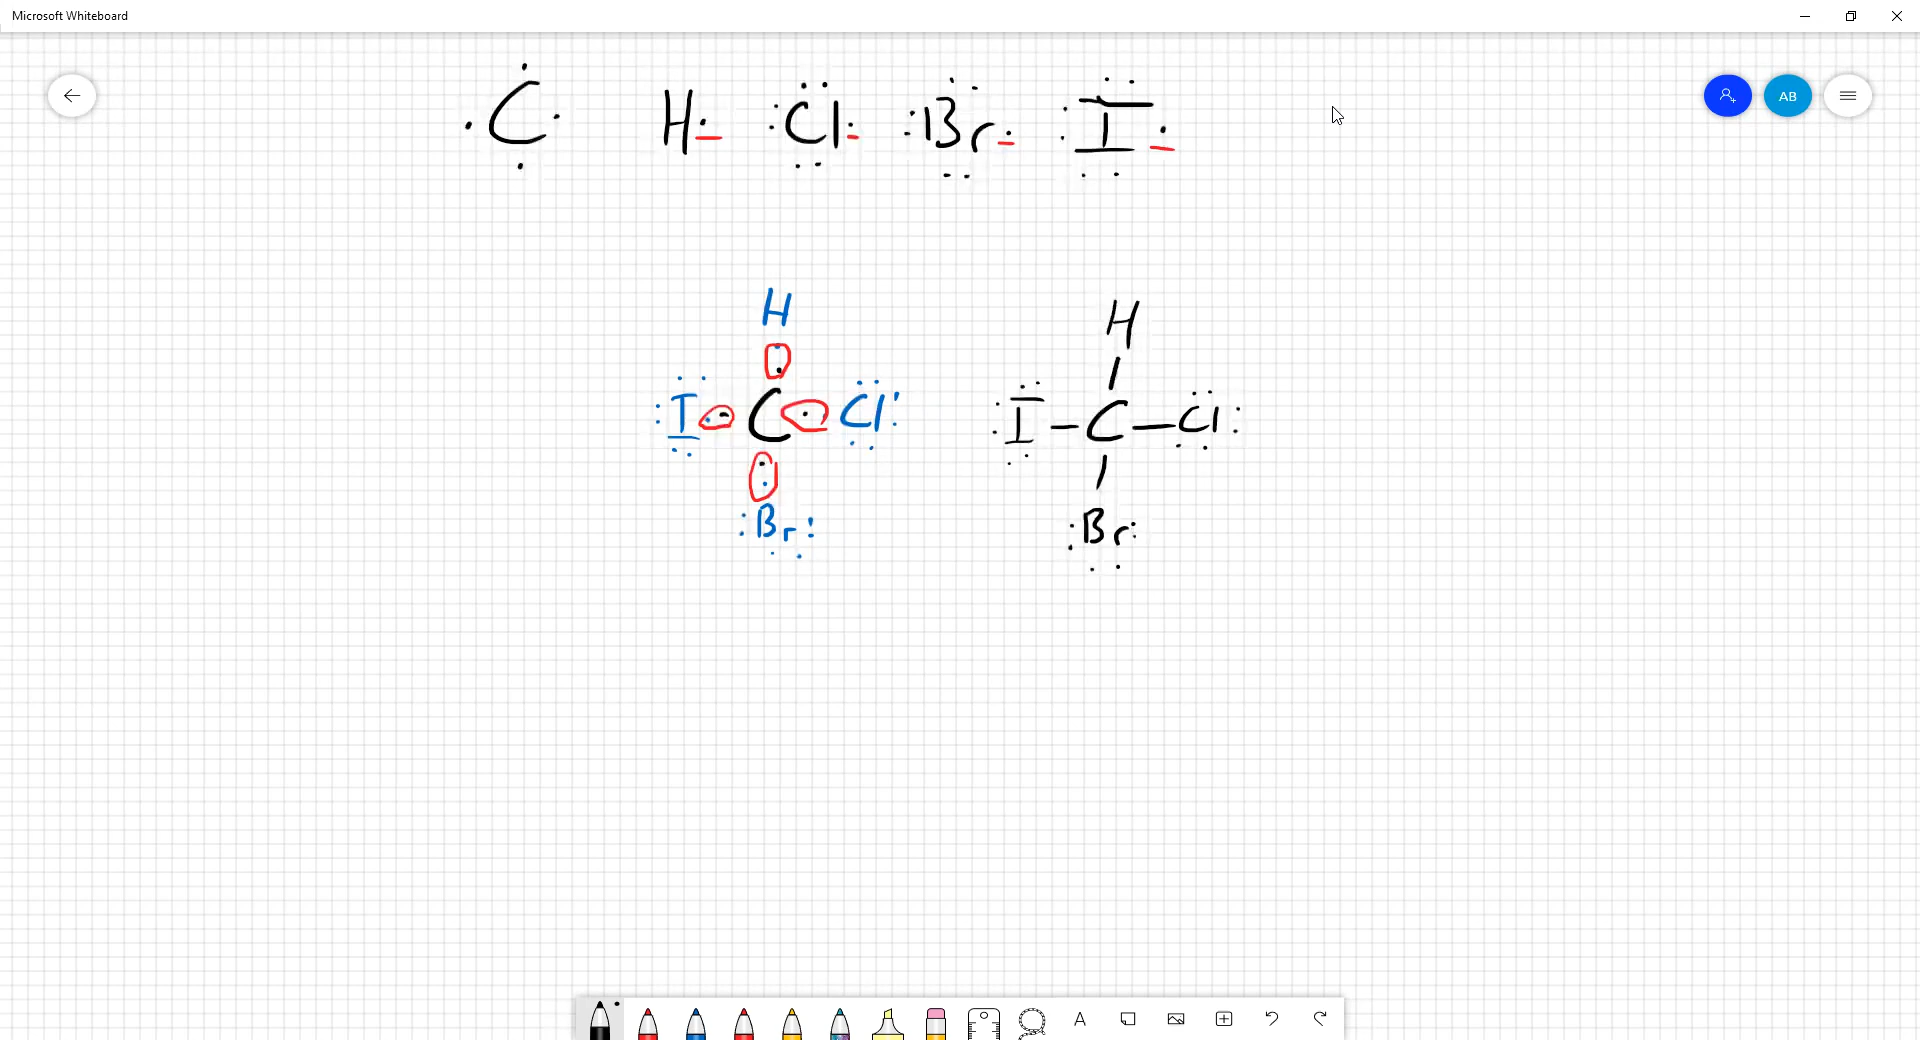 Microsoft Whiteboard
C H Cl Br I
AB
H
I C Cl
Br
H
I – C – Cl
Br
A